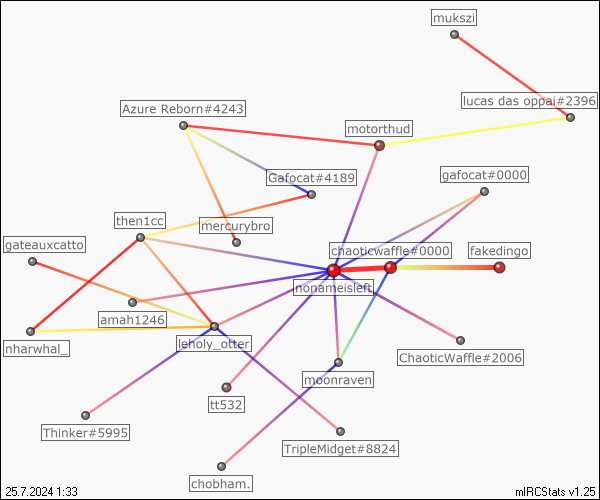 mukszi
lucas das oppai#2396
Azure Reborn#4243
motorthud
Gafocat#4189
gafocat#0000
then1cc
mercurybro
gateauxcatto
chaoticwaffle#0000
fakedingo
nonameisleft
amah1246
nharwhal_
leholy_otter
ChaoticWaffle#2006
moonraven
tt532
Thinker#5995
TripleMidget#8824
chobham.
25.7.2024 1:33
mIRCStats v1.25